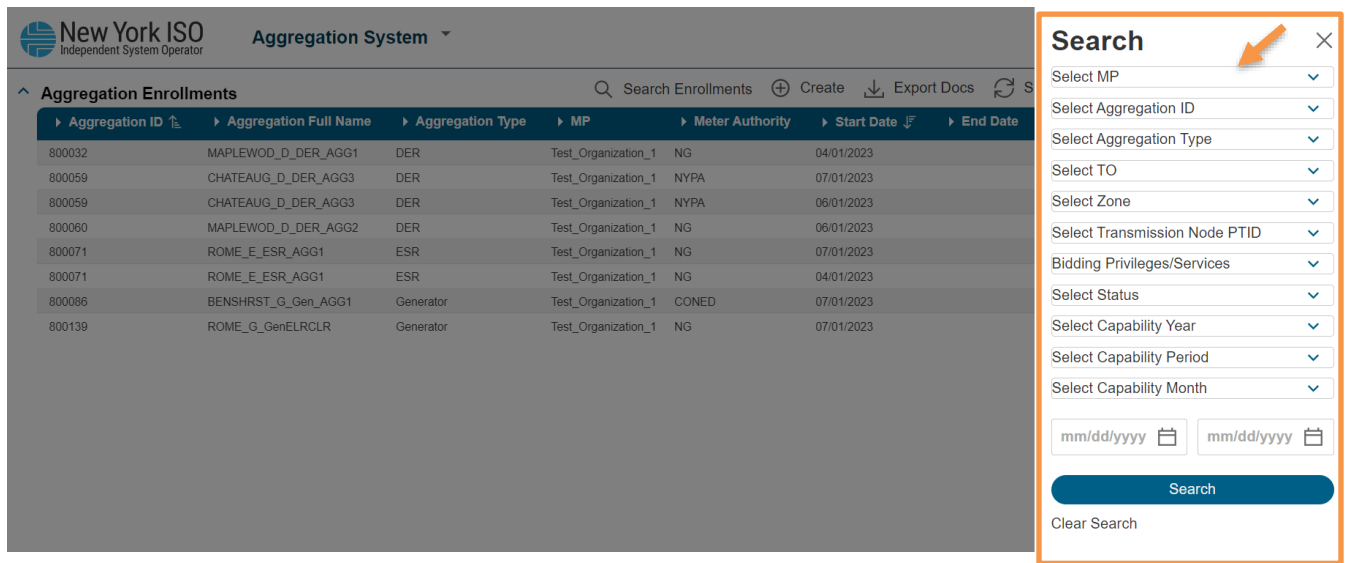 New York ISO
Independent System Operator
Aggregation System
Aggregation Enrollments
Search Enrollments Create Export Docs S
Aggregation ID Aggregation Full Name Aggregation Type MP Meter Authority Start Date End Date
800032 MAPLEWOD_D_DER_AGG1 DER Test_Organization_1 NG 04/01/2023
800059 CHATEAUG_D_DER_AGG3 DER Test_Organization_1 NYPA 07/01/2023
800059 CHATEAUG_D_DER_AGG3 DER Test_Organization_1 NYPA 06/01/2023
800060 MAPLEWOD_D_DER_AGG2 DER Test_Organization_1 NG 06/01/2023
800071 ROME_E_ESR_AGG1 ESR Test_Organization_1 NG 07/01/2023
800071 ROME_E_ESR_AGG1 ESR Test_Organization_1 NG 04/01/2023
800086 BENSHRST_G_Gen_AGG1 Generator Test_Organization_1 CONED 07/01/2023
800139 ROME_G_GenELRCLR Generator Test_Organization_1 NG 07/01/2023
Search
Select MP
Select Aggregation ID
Select Aggregation Type
Select TO
Select Zone
Select Transmission Node PTID
Bidding Privileges/Services
Select Status
Select Capability Year
Select Capability Period
Select Capability Month
mm/dd/yyyy mm/dd/yyyy
Search
Clear Search